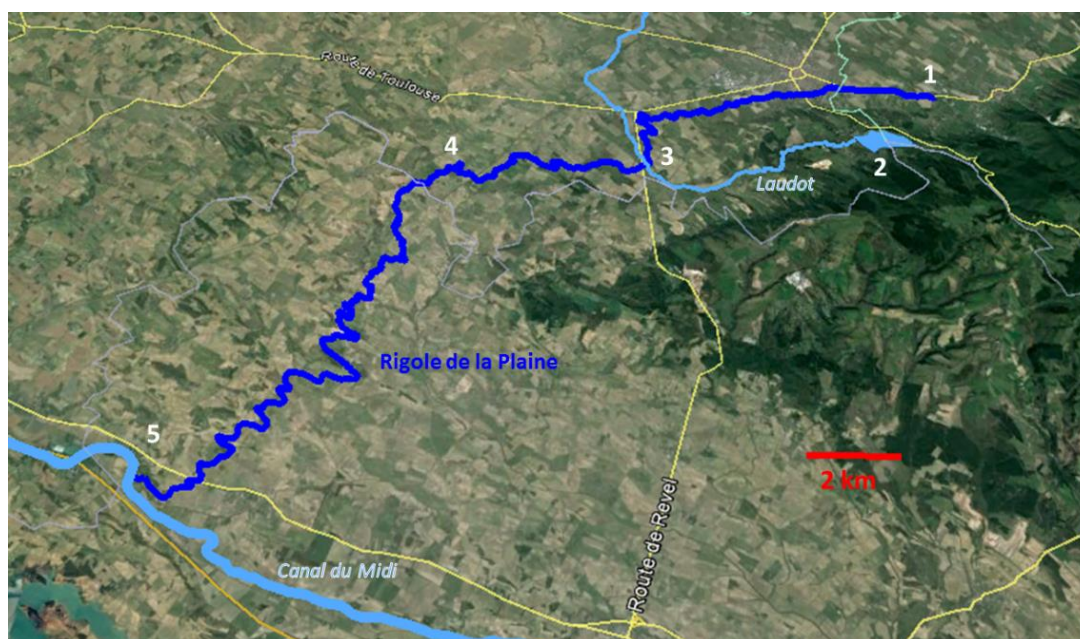 1
Route de Toulouse
4
3
2
Laudot
Rigole de la Plaine
5
2 km
Route de Revel
Canal du Midi